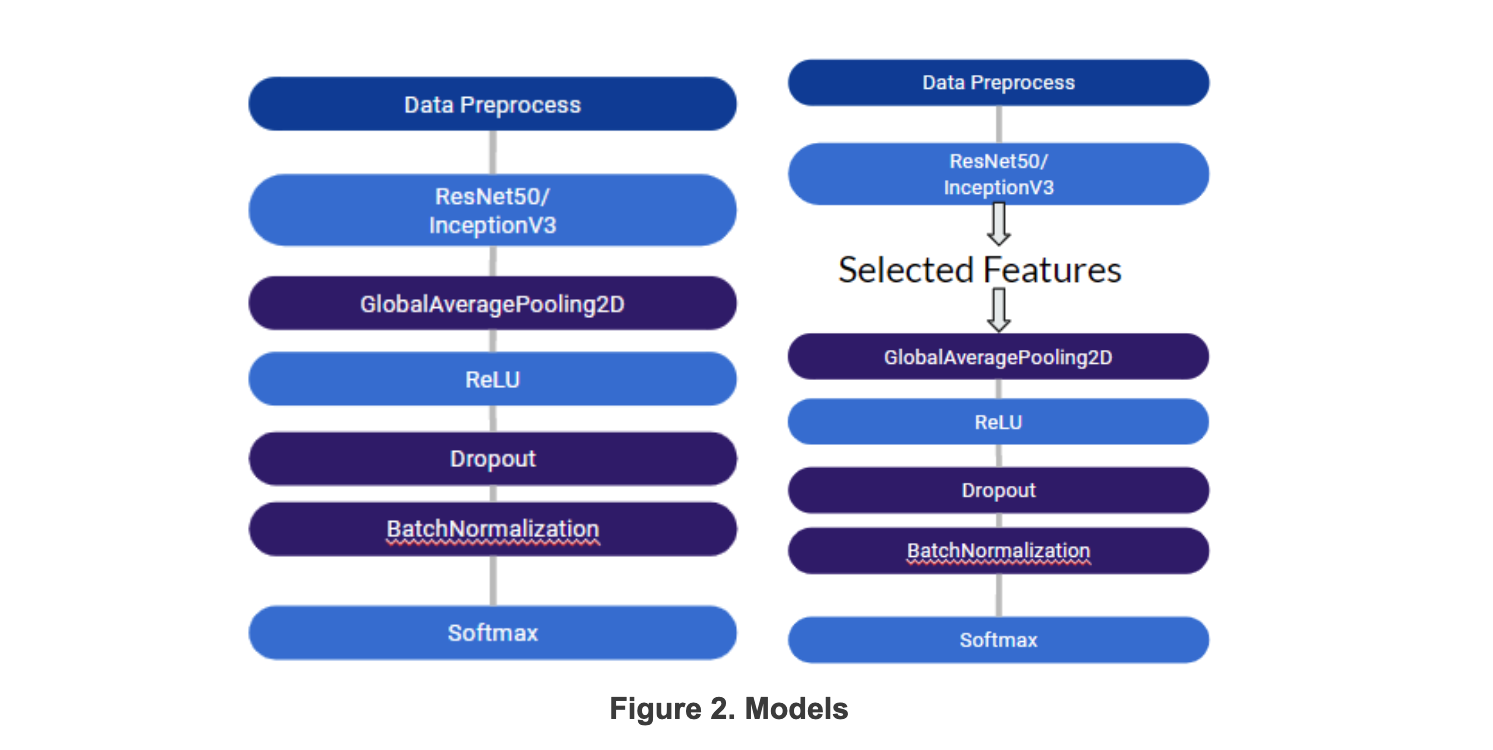 Data Preprocess
ResNet50/
InceptionV3
GlobalAveragePooling2D
ReLU
Dropout
BatchNormalization
Softmax
Data Preprocess
ResNet50/
InceptionV3
Selected Features
GlobalAveragePooling2D
ReLU
Dropout
BatchNormalization
Softmax
Figure 2. Models